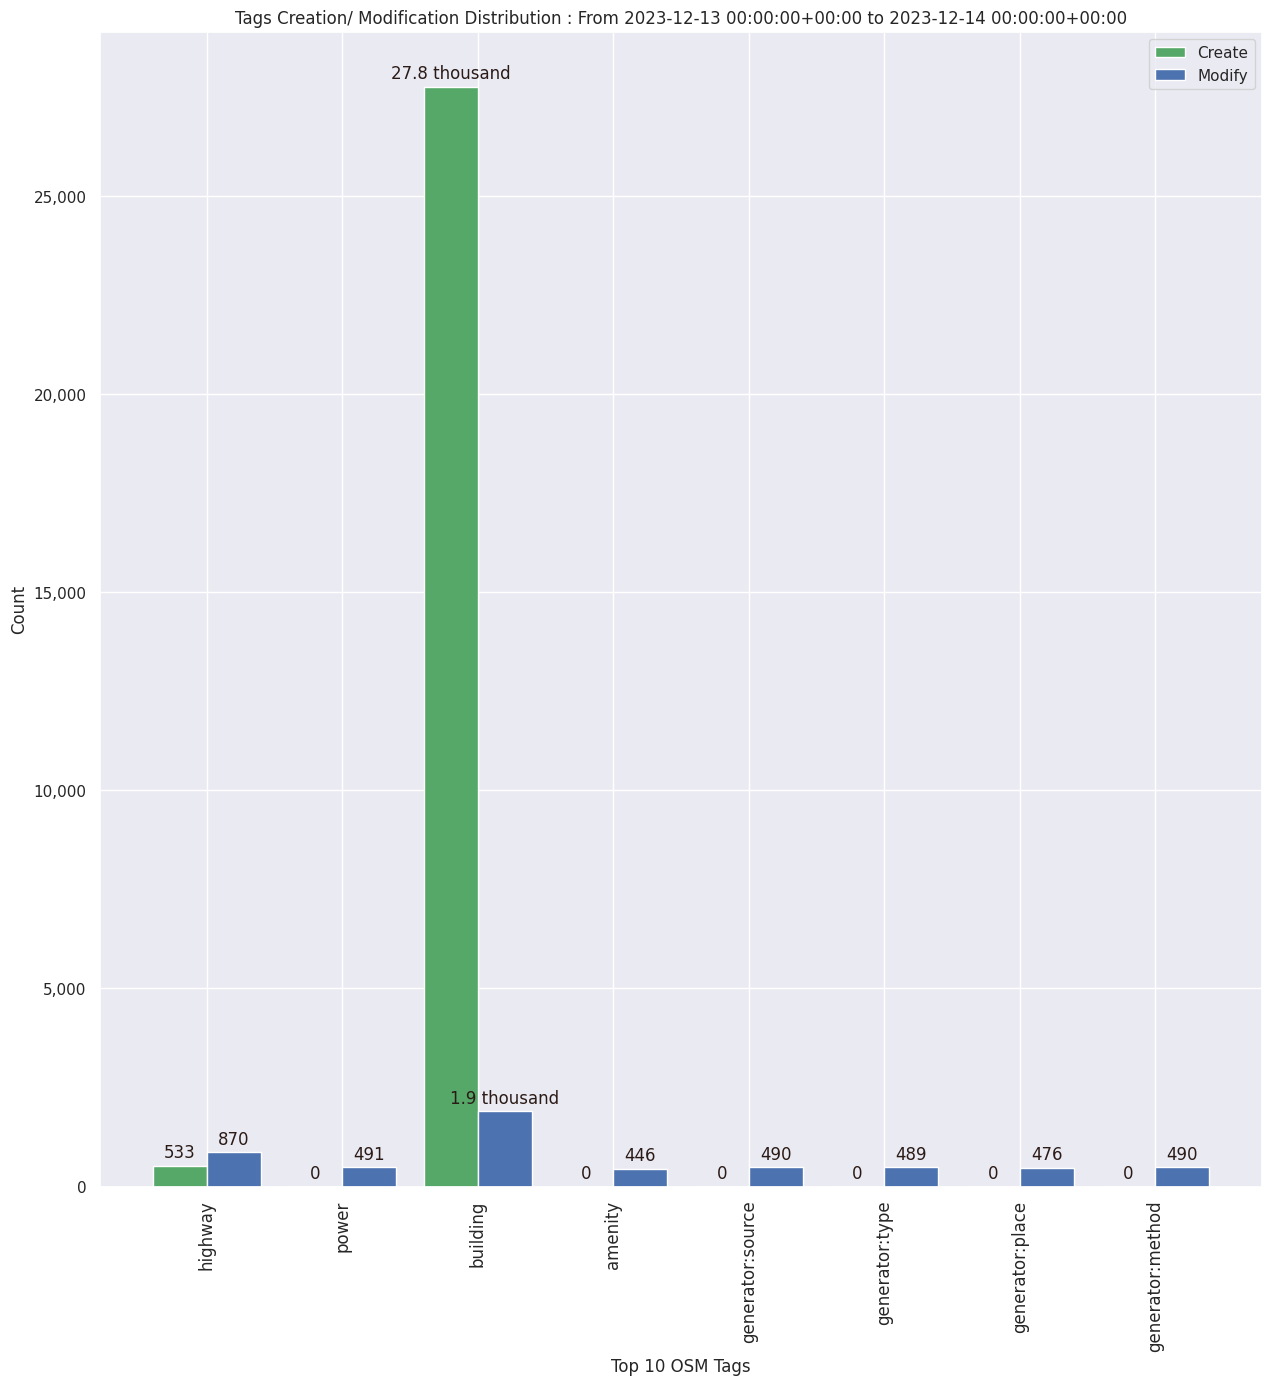 Tags Creation/ Modification Distribution : From 2023-12-13 00:00:00+00:00 to 2023-12-14 00:00:00+00:00
Create
Modify
27.8 thousand
25,000
20,000
15,000
Count
10,000
5,000
1.9 thousand
533
870
0
491
0
446
0
490
0
489
0
476
0
490
0
highway
power
building
amenity
generator:source
generator:type
generator:place
generator:method
Top 10 OSM Tags